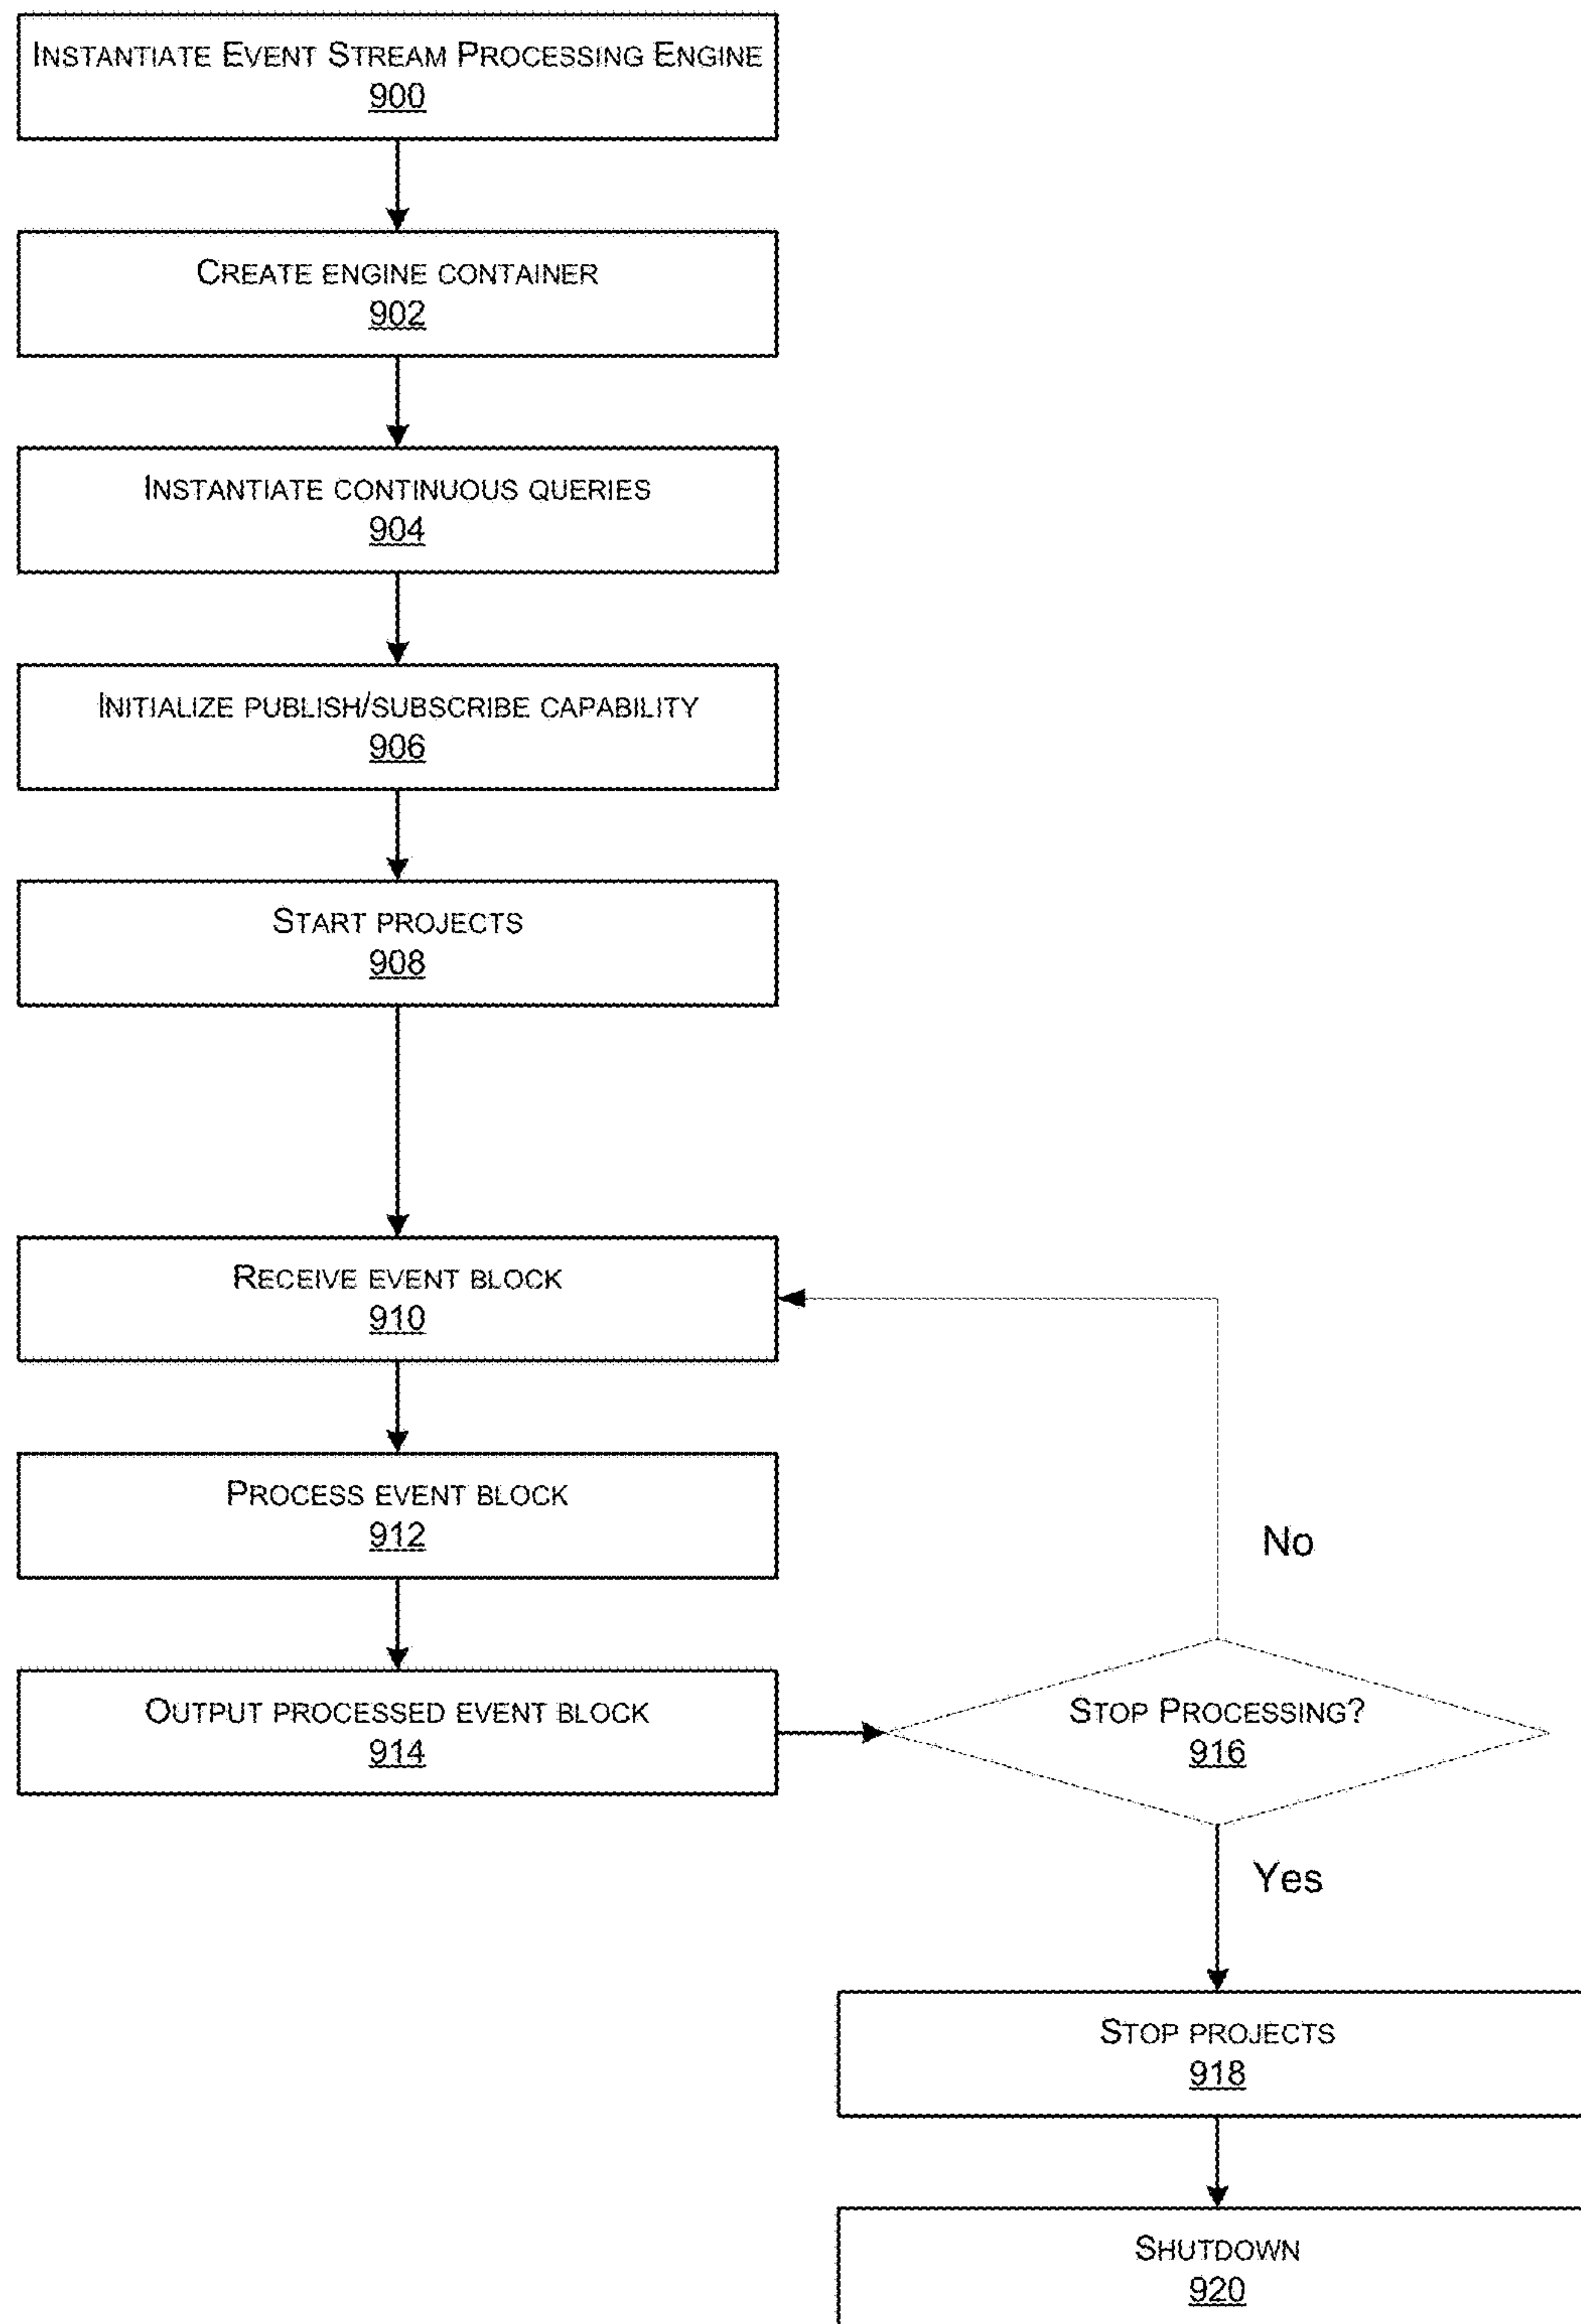 Instantiate Event Stream Processing Engine
900
Create engine container
902
Instantiate continuous queries
904
Initialize publish/subscribe capability
906
Start projects
908
Receive event block
910
Process event block
912
No
Output processed event block
914
Stop Processing?
916
Yes
Stop projects
918
Shutdown
920